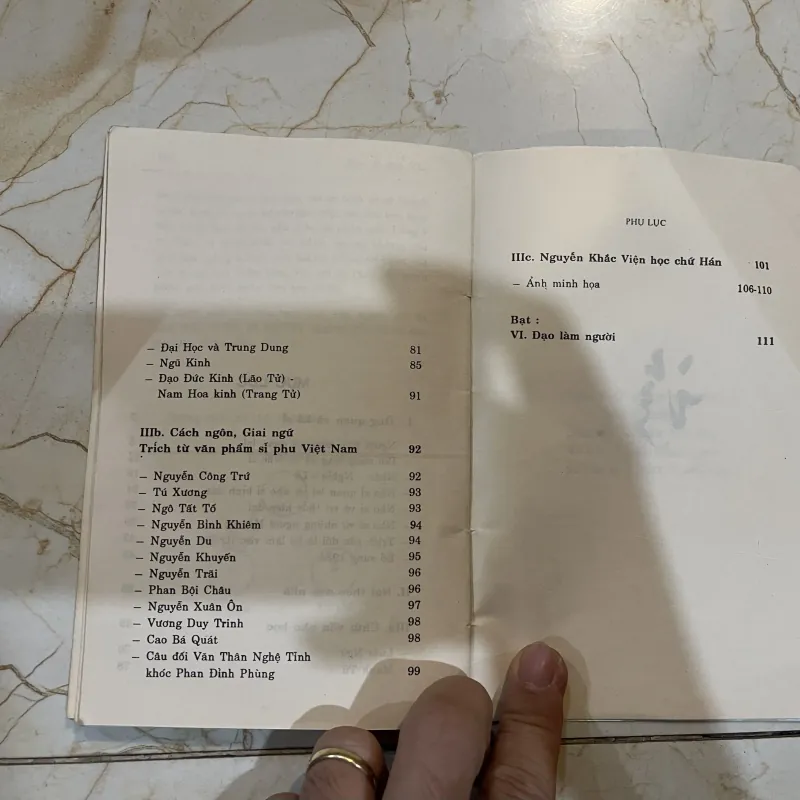 – Đại Học và Trung Dung 81
– Ngũ Kinh 85
– Đạo Đức Kinh (Lão Tử) -
Nam Hoa kinh (Trang Tử) 91
IIIb. Cách ngôn, Giai ngữ
Trích từ văn phẩm sĩ phu Việt Nam 92
– Nguyễn Công Trứ 92
– Tú Xương 93
– Ngô Tất Tố 93
– Nguyễn Bỉnh Khiêm 94
– Nguyễn Du 94
– Nguyễn Khuyến 95
– Nguyễn Trãi 96
– Phan Bội Châu 96
– Nguyễn Xuân Ôn 97
– Vương Duy Trinh 98
– Cao Bá Quát 98
– Câu đối Văn Thân Nghệ Tĩnh
khóc Phan Đình Phùng 99
PHỤ LỤC
IIIc. Nguyễn Khắc Viện học chữ Hán 101
– Ảnh minh họa 106-110
Bạt :
VI. Đạo làm người 111